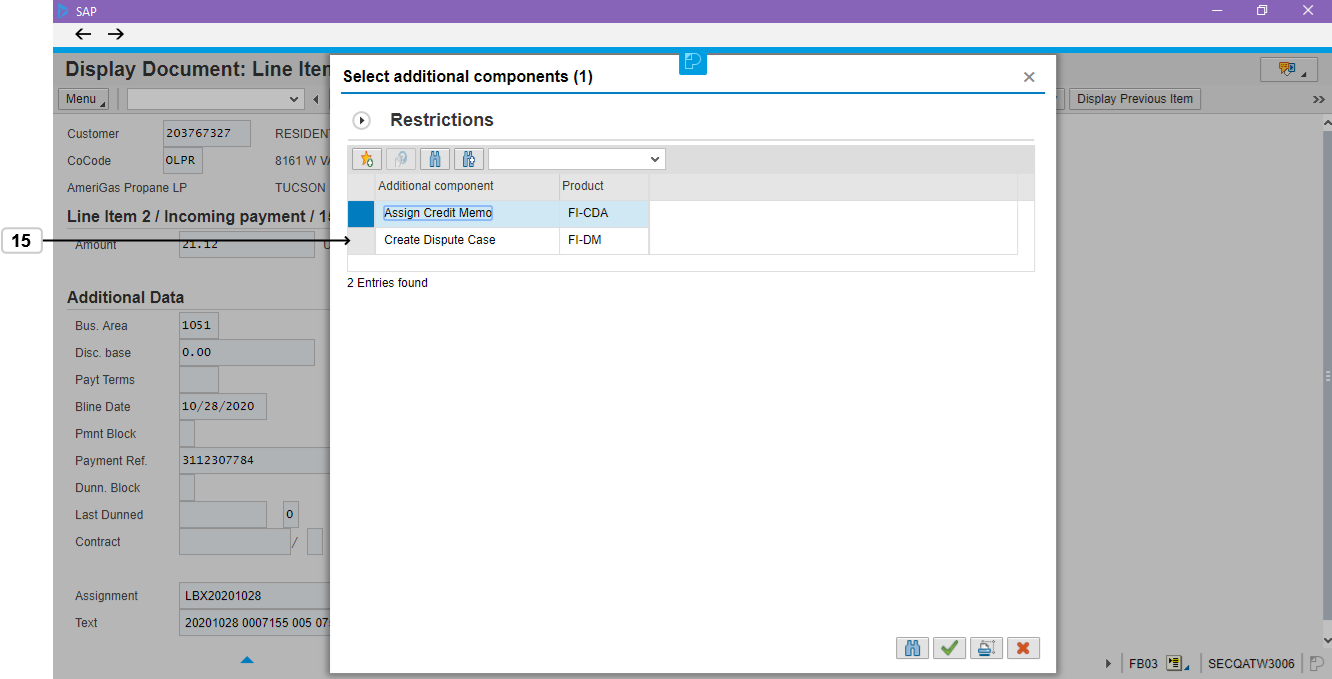 SAP
Display Document: Line Iten
Menu
Display Previous Item
Customer 203767327 RESIDEN
CoCode OLPR 8161 W VA
AmeriGas Propane LP TUCSON
Line Item 2 / Incoming payment / 15
Amount 21.12
Additional Data
Bus. Area 1051
Disc. base 0.00
Payt Terms
Bline Date 10/28/2020
Pmnt Block
Payment Ref. 3112307784
Dunn. Block
Last Dunned 0
Contract /
Assignment LBX20201028
Text 20201028 0007155 005 07
Select additional components (1)
Restrictions
Additional component Product
Assign Credit Memo FI-CDA
15
Create Dispute Case FI-DM
2 Entries found
FB03 SECQATW3006